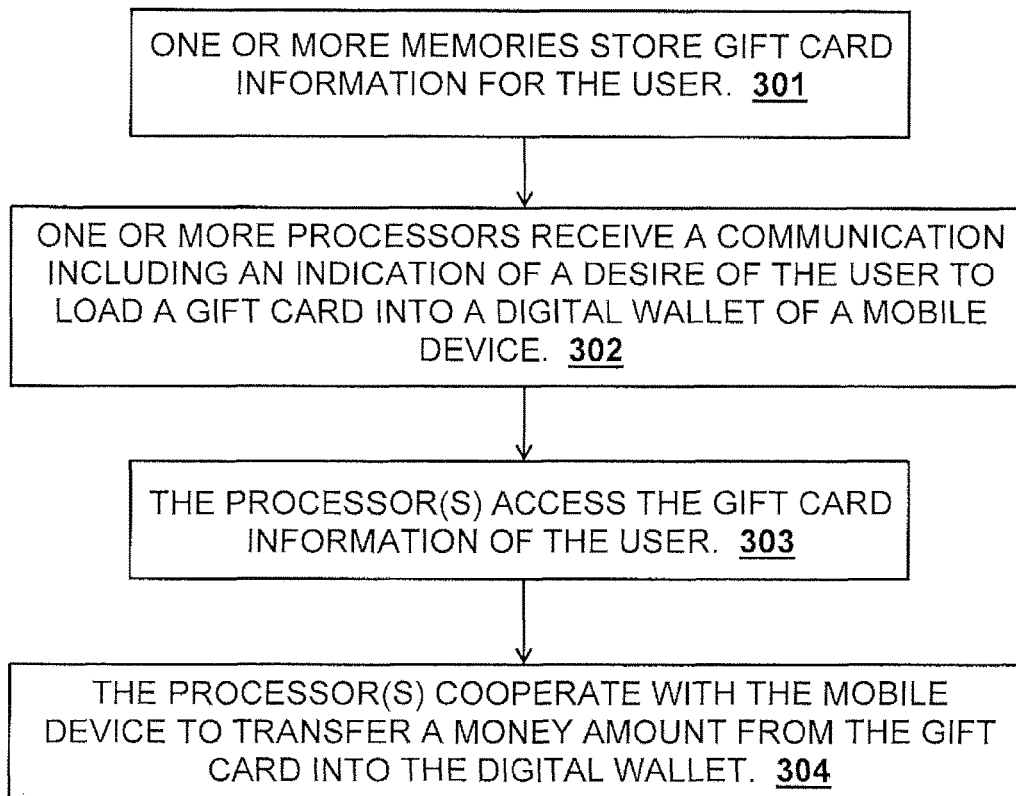 ONE OR MORE MEMORIES STORE GIFT CARD
INFORMATION FOR THE USER. 301
ONE OR MORE PROCESSORS RECEIVE A COMMUNICATION
INCLUDING AN INDICATION OF A DESIRE OF THE USER TO
LOAD A GIFT CARD INTO A DIGITAL WALLET OF A MOBILE
DEVICE. 302
THE PROCESSOR(S) ACCESS THE GIFT CARD
INFORMATION OF THE USER. 303
THE PROCESSOR(S) COOPERATE WITH THE MOBILE
DEVICE TO TRANSFER A MONEY AMOUNT FROM THE GIFT
CARD INTO THE DIGITAL WALLET. 304